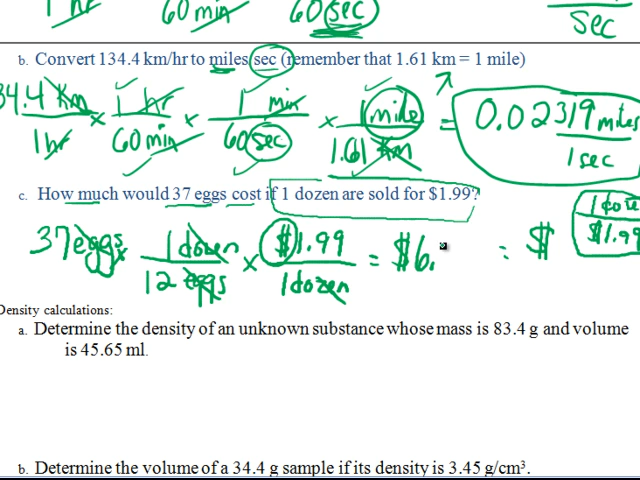 1 hr 60 min 60 sec sec
b. Convert 134.4 km/hr to miles/sec (remember that 1.61 km = 1 mile)
34.4 km × 1 hr × 1 min × 1 mile = 0.02319 miles
1 hr 60 min 60 sec 1.61 km 1 sec
c. How much would 37 eggs cost if 1 dozen are sold for $1.99?
37 eggs × 1 dozen × $1.99 = $6. = $ 1 doze
12 eggs 1 dozen $1.99
Density calculations:
a. Determine the density of an unknown substance whose mass is 83.4 g and volume
is 45.65 ml.
b. Determine the volume of a 34.4 g sample if its density is 3.45 g/cm³.